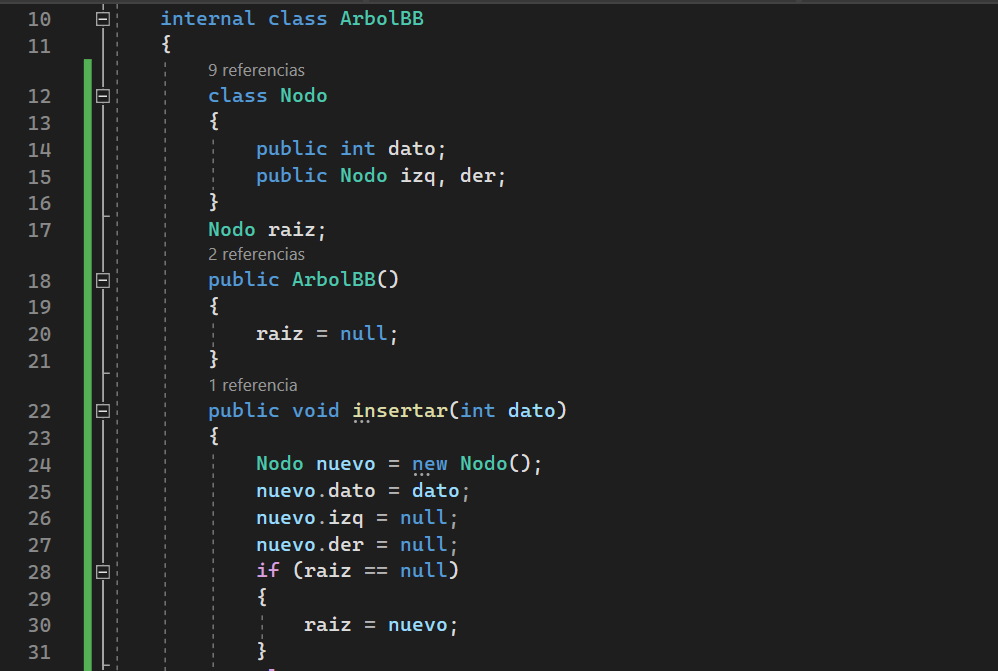 10 internal class ArbolBB
11 {
9 referencias
12 class Nodo
13 {
14 public int dato;
15 public Nodo izq, der;
16 }
17 Nodo raiz;
2 referencias
18 public ArbolBB()
19 {
20 raiz = null;
21 }
1 referencia
22 public void insertar(int dato)
23 {
24 Nodo nuevo = new Nodo();
25 nuevo.dato = dato;
26 nuevo.izq = null;
27 nuevo.der = null;
28 if (raiz == null)
29 {
30 raiz = nuevo;
31 }